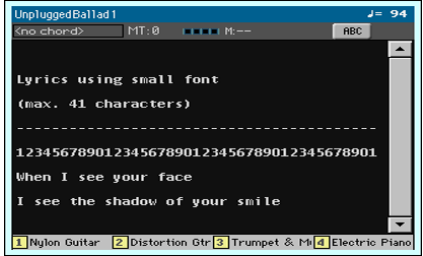 UnpluggedBallad1 ♩= 94
<no chord> MT:0 M:-- ABC
Lyrics using small font
(max. 41 characters)
-----------------------------------------
12345678901234567890123456789012345678901
When I see your face
I see the shadow of your smile
1 Nylon Guitar 2 Distortion Gtr 3 Trumpet & Mu 4 Electric Piano